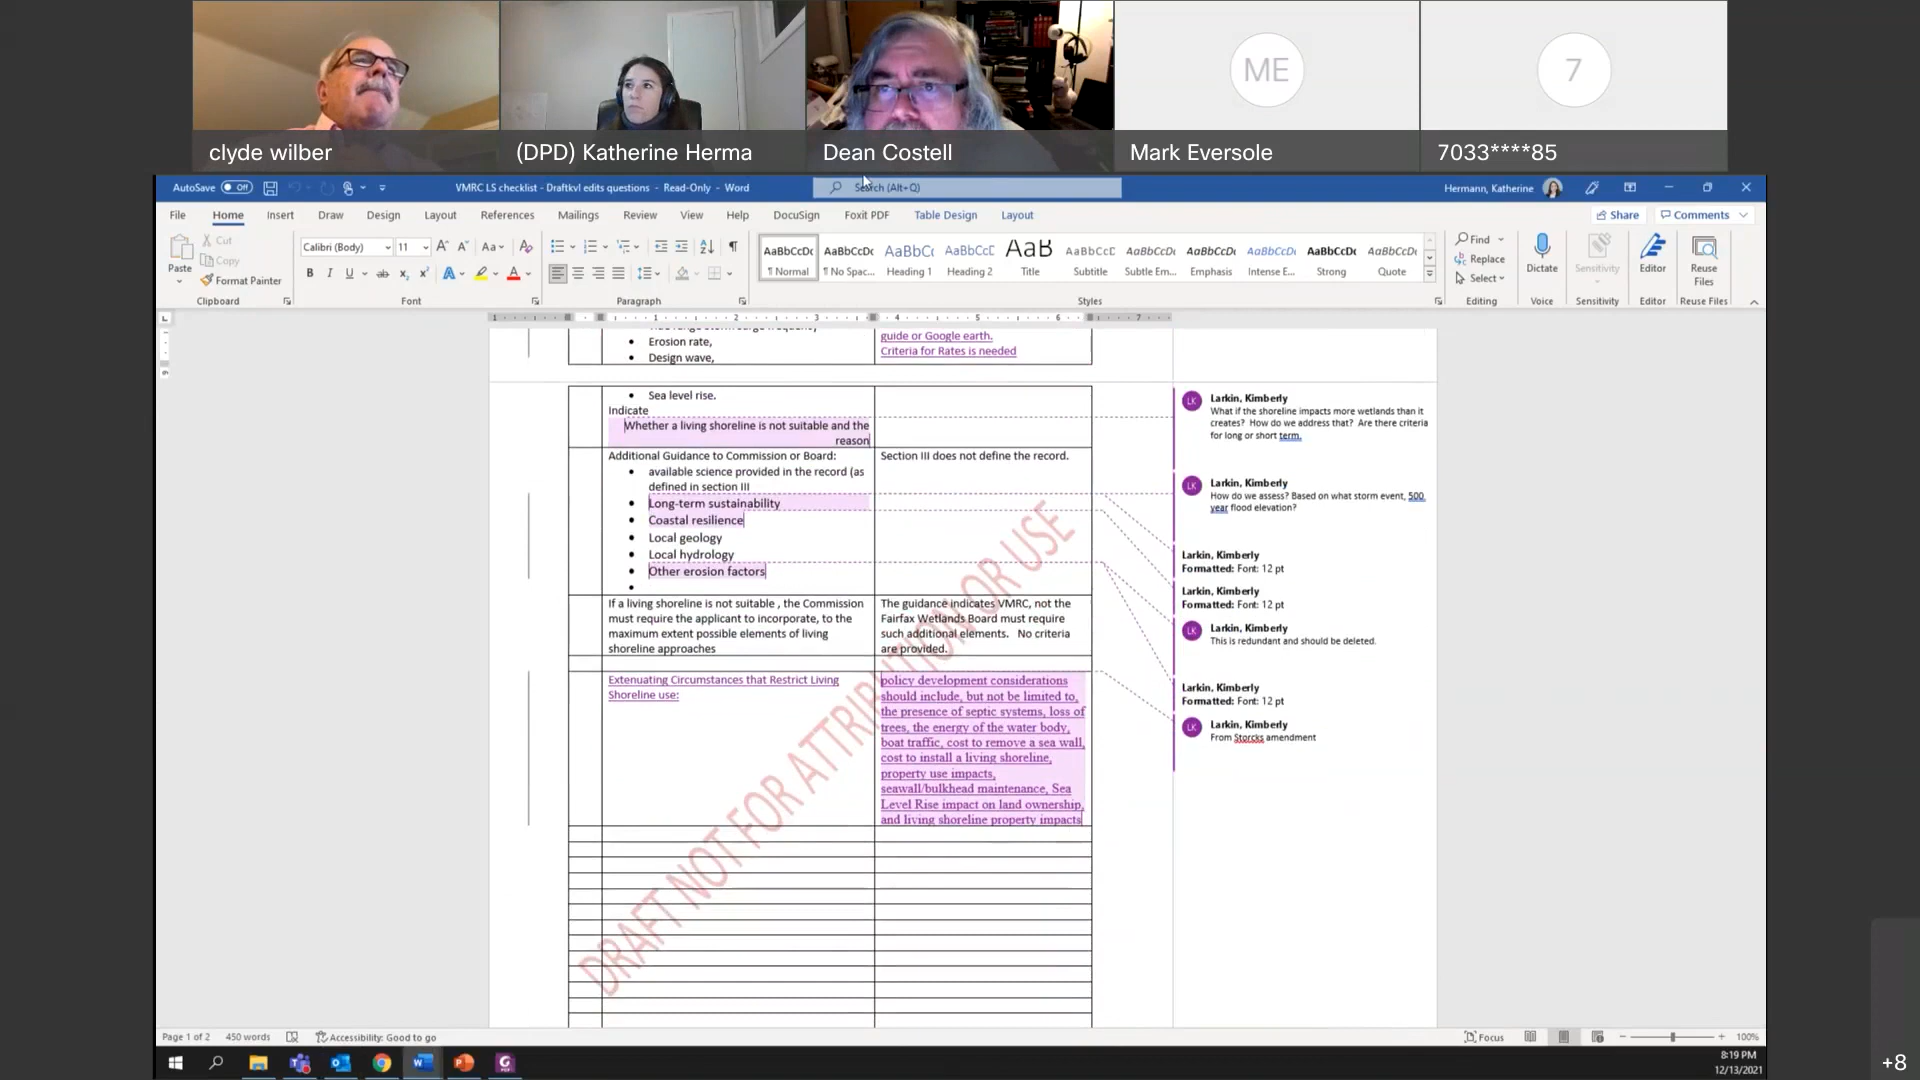 ME
7
clyde wilber
(DPD) Katherine Herma
Dean Costell
Mark Eversole
7033****85
AutoSave Off
VMRC LS checklist - Draftkvl edits questions - Read-Only - Word
Search (Alt+Q)
Hermann, Katherine
File Home Insert Draw Design Layout References Mailings Review View Help DocuSign Foxit PDF Table Design Layout
Share Comments
Paste
Cut
Copy
Format Painter
Calibri (Body) 11
AaBbCcDc AaBbCcDc AaBbC( AaBbCcC AaB AaBbCcC AaBbCcDc AaBbCcDc AaBbCcDc AaBbCcDc AaBbCcDc
¶ Normal ¶ No Spac... Heading 1 Heading 2 Title Subtitle Subtle Em... Emphasis Intense E... Strong Quote
Find
Replace
Select
Dictate
Sensitivity
Editor
Reuse Files
Clipboard Font Paragraph Styles Editing Voice Sensitivity Editor Reuse Files
• Erosion rate,
• Design wave,
guide or Google earth.
Criteria for Rates is needed
• Sea level rise.
Indicate
Whether a living shoreline is not suitable and the
reason
Additional Guidance to Commission or Board:
• available science provided in the record (as
defined in section III
• Long-term sustainability
• Coastal resilience
• Local geology
• Local hydrology
• Other erosion factors
•
Section III does not define the record.
If a living shoreline is not suitable , the Commission
must require the applicant to incorporate, to the
maximum extent possible elements of living
shoreline approaches
The guidance indicates VMRC, not the
Fairfax Wetlands Board must require
such additional elements. No criteria
are provided.
Extenuating Circumstances that Restrict Living
Shoreline use:
policy development considerations
should include, but not be limited to,
the presence of septic systems, loss of
trees, the energy of the water body,
boat traffic, cost to remove a sea wall,
cost to install a living shoreline,
property use impacts,
seawall/bulkhead maintenance, Sea
Level Rise impact on land ownership,
and living shoreline property impacts
DRAFT NOT FOR ATTRIBUTION OR USE
LK Larkin, Kimberly
What if the shoreline impacts more wetlands than it
creates? How do we address that? Are there criteria
for long or short term.
LK Larkin, Kimberly
How do we assess? Based on what storm event, 500
year flood elevation?
Larkin, Kimberly
Formatted: Font: 12 pt
Larkin, Kimberly
Formatted: Font: 12 pt
LK Larkin, Kimberly
This is redundant and should be deleted.
Larkin, Kimberly
Formatted: Font: 12 pt
LK Larkin, Kimberly
From Storcks amendment
Page 1 of 2 450 words Accessibility: Good to go
Focus 100%
8:19 PM
12/13/2021
+8